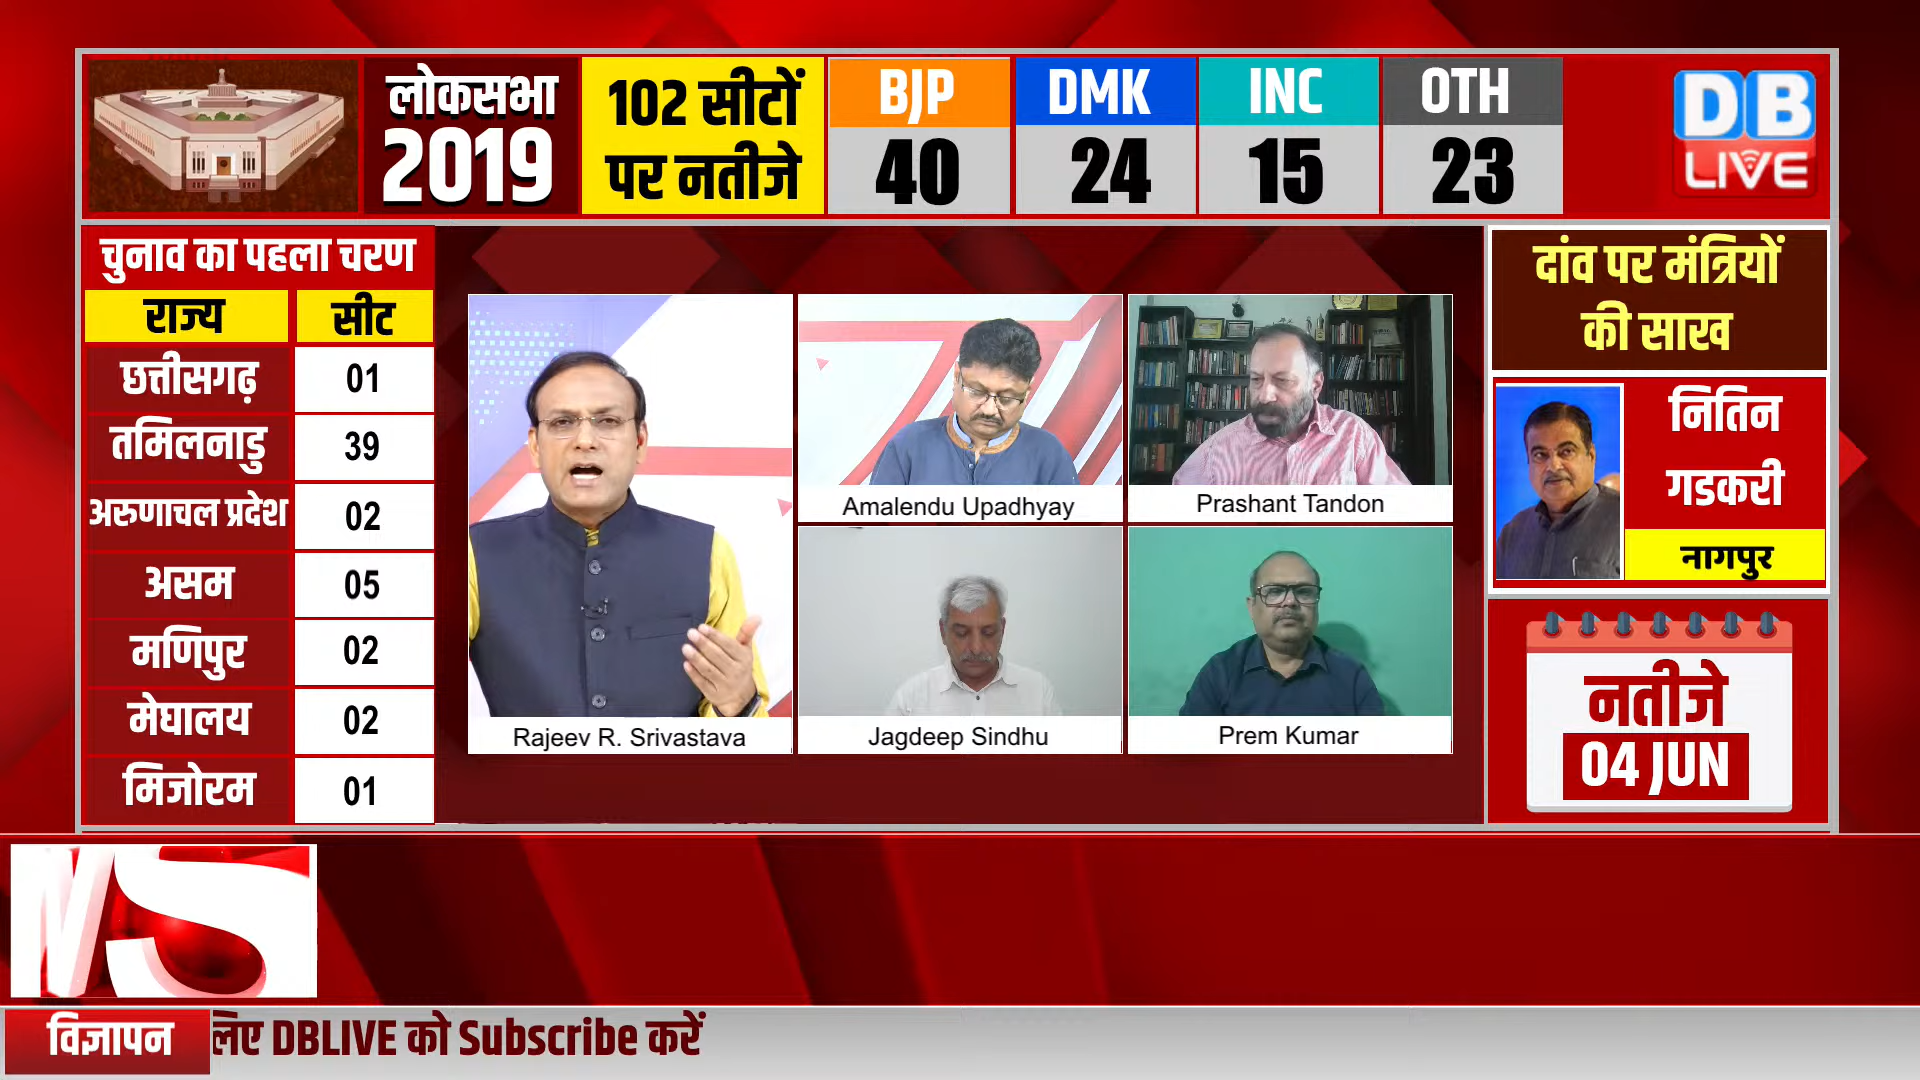 लोकसभा
2019
102 सीटों
पर नतीजे
BJP
40
DMK
24
INC
15
OTH
23
DB
LIVE
चुनाव का पहला चरण
राज्य सीट
छत्तीसगढ़ 01
तमिलनाडु 39
अरुणाचल प्रदेश 02
असम 05
मणिपुर 02
मेघालय 02
मिजोरम 01
Rajeev R. Srivastava
Amalendu Upadhyay
Prashant Tandon
Jagdeep Sindhu
Prem Kumar
दांव पर मंत्रियों
की साख
नितिन
गडकरी
नागपुर
नतीजे
04 JUN
विज्ञापन
लिए DBLIVE को Subscribe करें